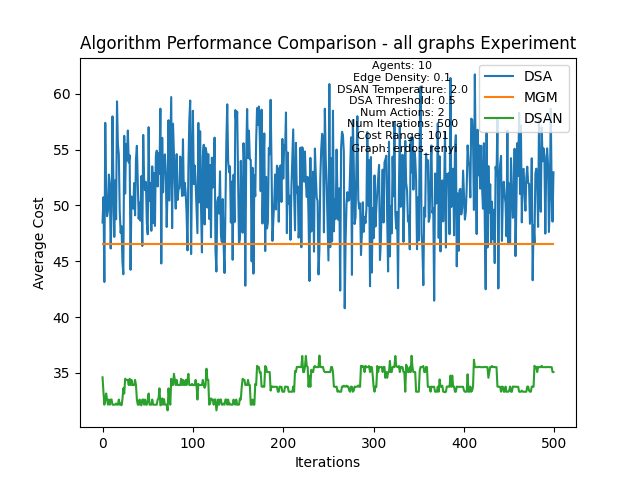 Algorithm Performance Comparison - all graphs Experiment
Agents: 10
Edge Density: 0.1
DSAN Temperature: 2.0
DSA Threshold: 0.5
Num Actions: 2
Num Iterations: 500
Cost Range: 101
Graph: erdos_renyi
DSA
MGM
DSAN
Average Cost
60
55
50
45
40
35
0
100
200
300
400
500
Iterations